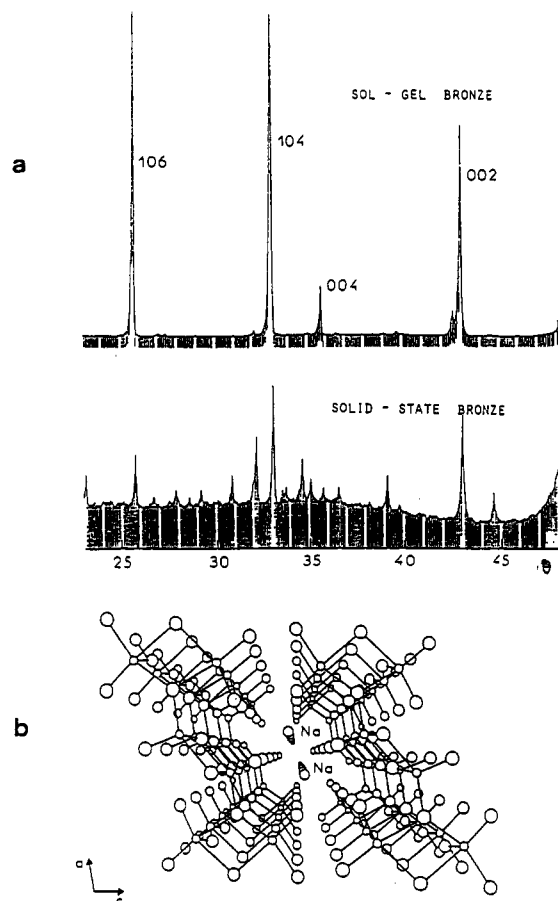 a
SOL - GEL BRONZE
106
104
002
004
SOLID - STATE BRONZE
25 30 35 40 45 θ
b
Na
Na
a
c